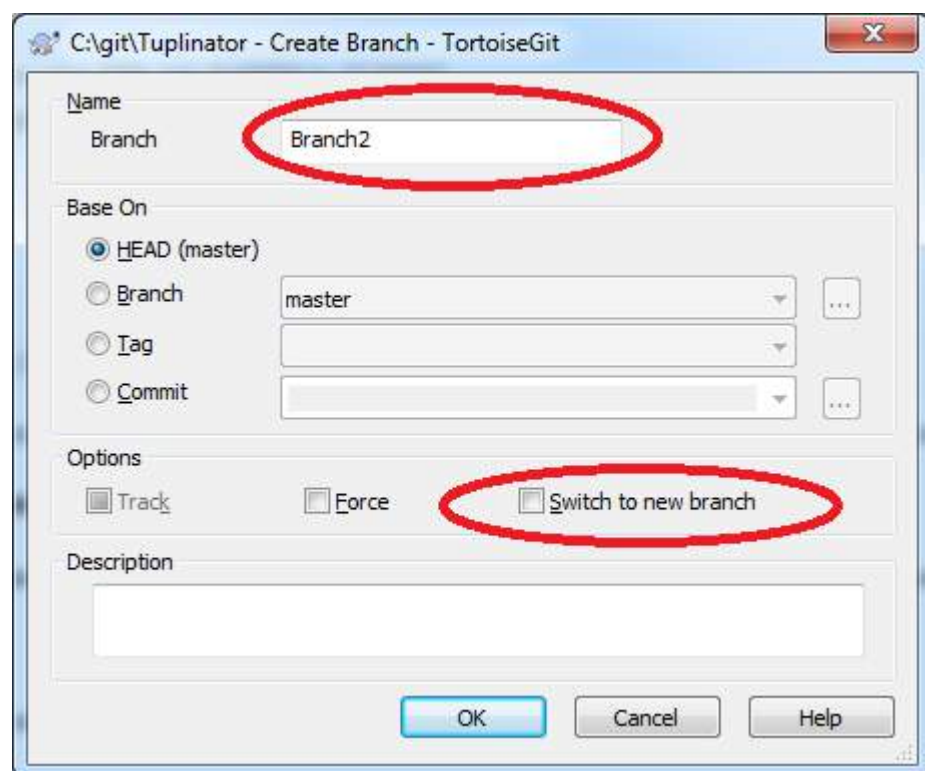 C:\git\Tuplinator - Create Branch - TortoiseGit
Name
Branch Branch2
Base On
HEAD (master)
Branch master ...
Tag
Commit ...
Options
Track Force Switch to new branch
Description
OK Cancel Help